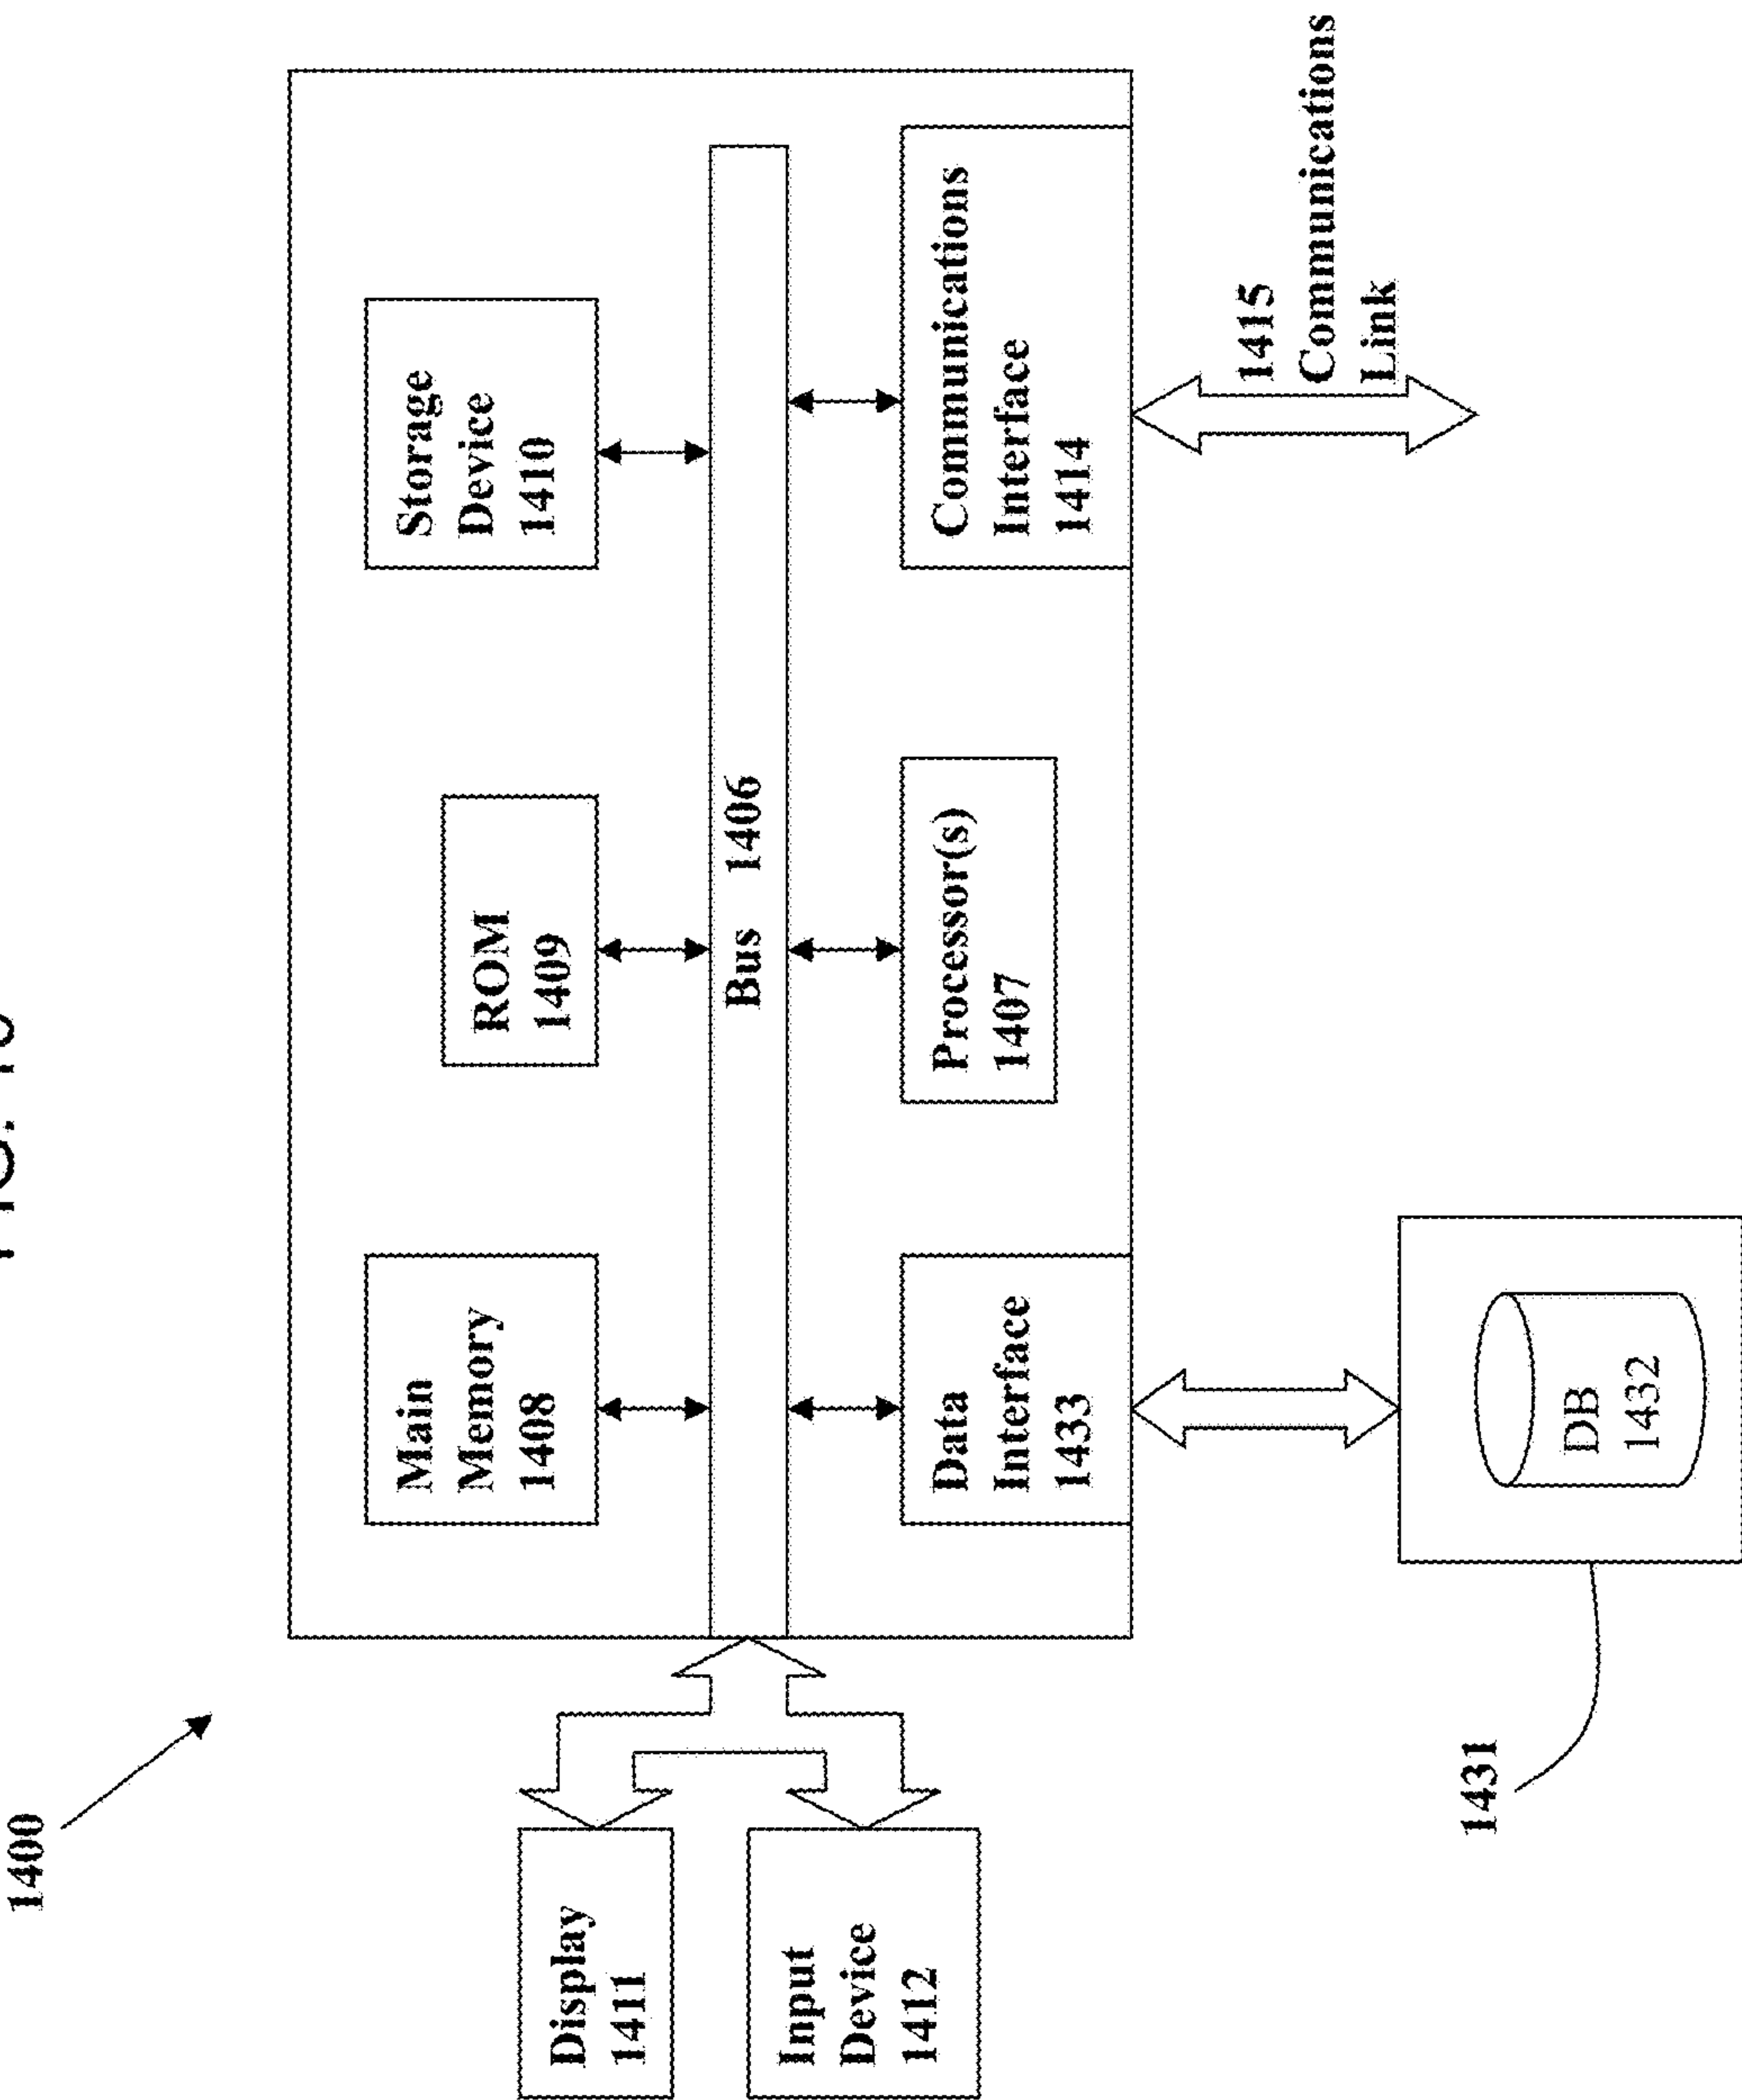 FIG.
1400
Main
Memory
1408
ROM
1409
Storage
Device
1410
Display
1411
Bus 1406
Input
Device
1412
Data
Interface
1433
Processor(s)
1407
Communications
Interface
1414
1415
Communications
Link
1431
DB
1432